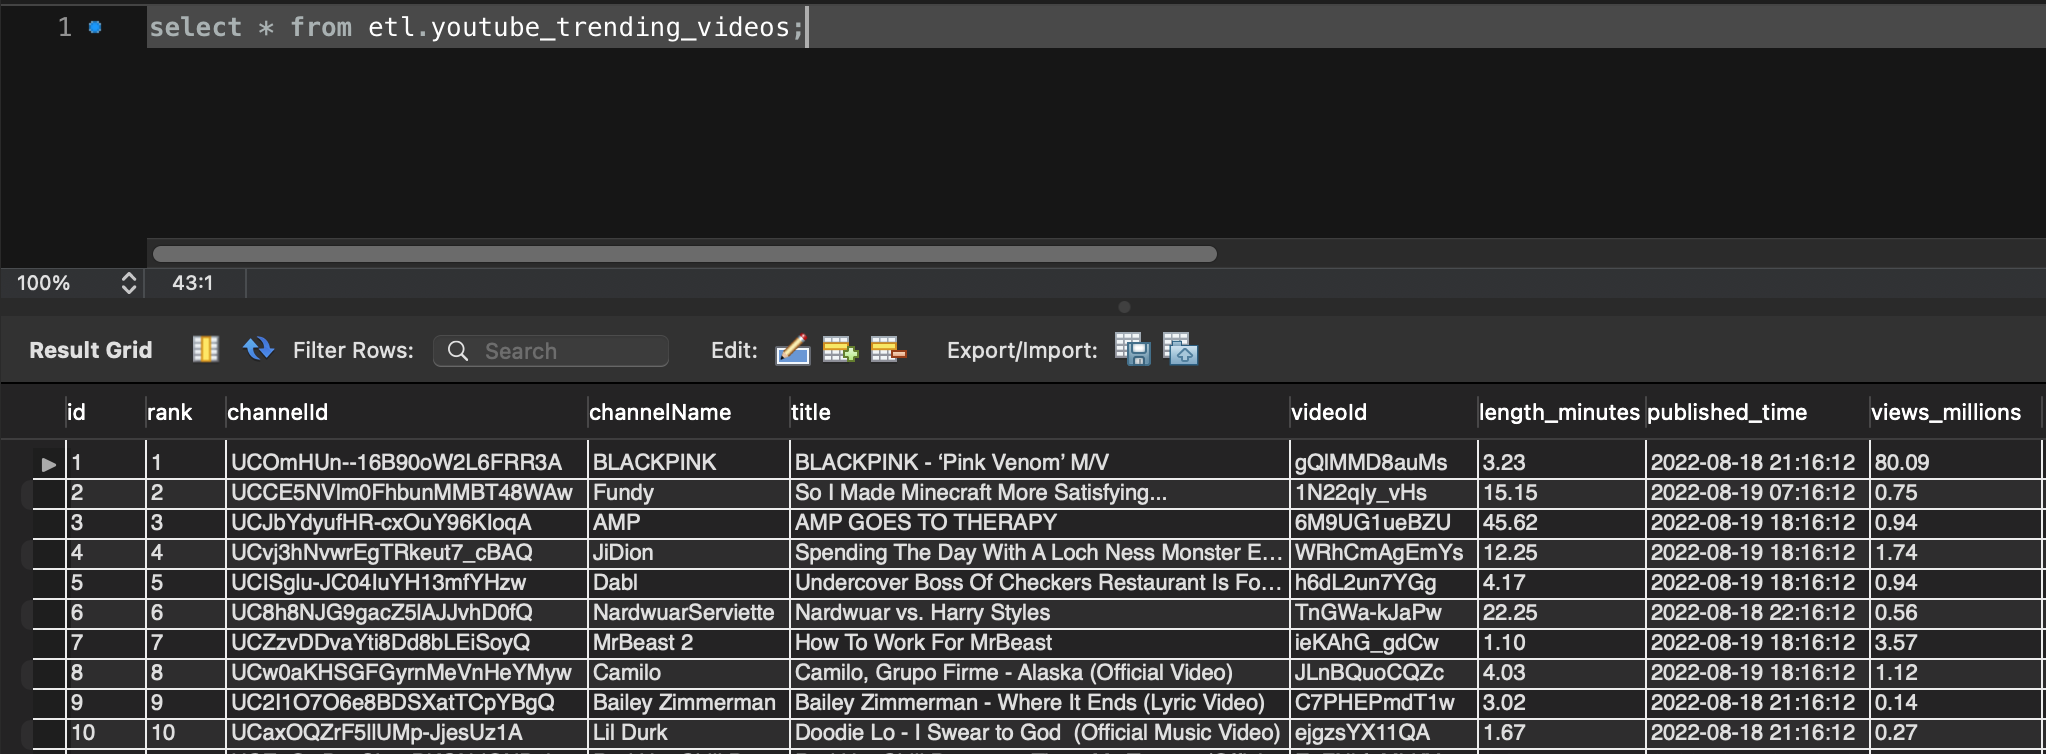 1 select * from etl.youtube_trending_videos;
100% 43:1
Result Grid Filter Rows: Search Edit: Export/Import:
id rank channelId channelName title videoId length_minutes published_time views_millions
1 1 UCOmHUn--16B90oW2L6FRR3A BLACKPINK BLACKPINK - ‘Pink Venom’ M/V gQlMMD8auMs 3.23 2022-08-18 21:16:12 80.09
2 2 UCCE5NVlm0FhbunMMBT48WAw Fundy So I Made Minecraft More Satisfying... 1N22qIy_vHs 15.15 2022-08-19 07:16:12 0.75
3 3 UCJbYdyufHR-cxOuY96KIoqA AMP AMP GOES TO THERAPY 6M9UG1ueBZU 45.62 2022-08-19 18:16:12 0.94
4 4 UCvj3hNvwrEgTRkeut7_cBAQ JiDion Spending The Day With A Loch Ness Monster E... WRhCmAgEmYs 12.25 2022-08-19 18:16:12 1.74
5 5 UCISglu-JC04IuYH13mfYHzw Dabl Undercover Boss Of Checkers Restaurant Is Fo... h6dL2un7YGg 4.17 2022-08-19 18:16:12 0.94
6 6 UC8h8NJG9gacZ5lAJJvhD0fQ NardwuarServiette Nardwuar vs. Harry Styles TnGWa-kJaPw 22.25 2022-08-18 22:16:12 0.56
7 7 UCZzvDDvaYti8Dd8bLEiSoyQ MrBeast 2 How To Work For MrBeast ieKAhG_gdCw 1.10 2022-08-19 18:16:12 3.57
8 8 UCw0aKHSGFGyrnMeVnHeYMyw Camilo Camilo, Grupo Firme - Alaska (Official Video) JLnBQuoCQZc 4.03 2022-08-19 18:16:12 1.12
9 9 UC2I1O7O6e8BDSXatTCpYBgQ Bailey Zimmerman Bailey Zimmerman - Where It Ends (Lyric Video) C7PHEPmdT1w 3.02 2022-08-18 21:16:12 0.14
10 10 UCaxOQZrF5lIUMp-JjesUz1A Lil Durk Doodie Lo - I Swear to God (Official Music Video) ejgzsYX11QA 1.67 2022-08-19 18:16:12 0.27